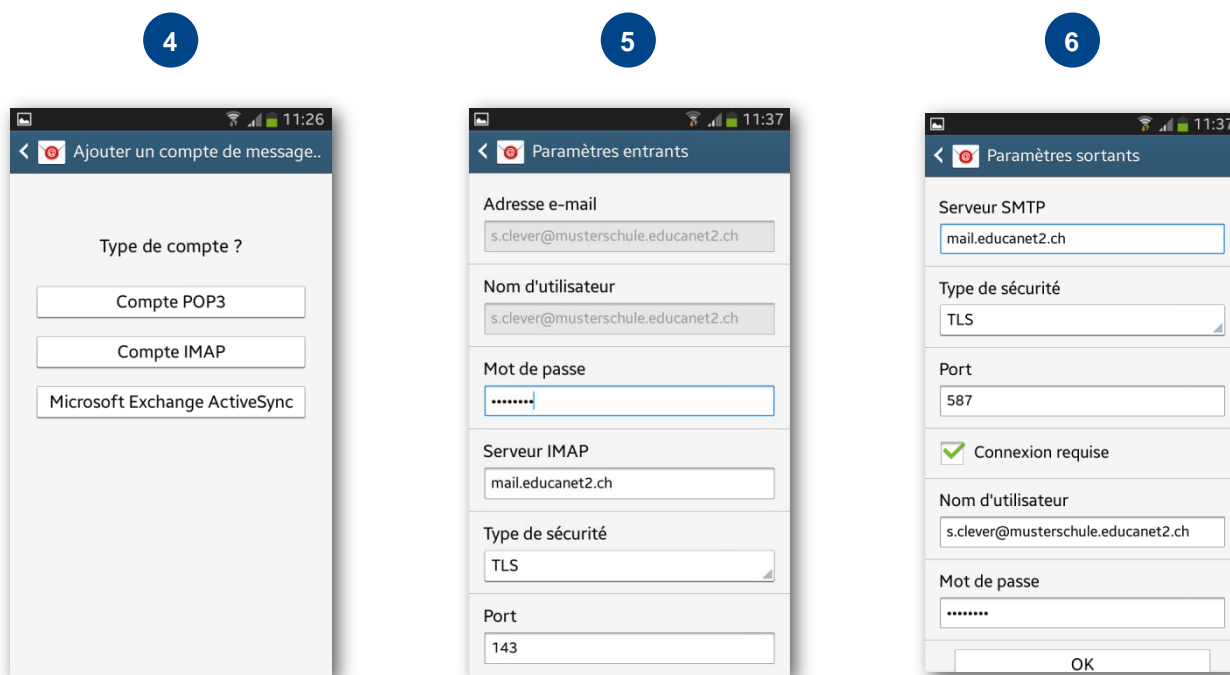 4
11:26
Ajouter un compte de message..
Type de compte ?
Compte POP3
Compte IMAP
Microsoft Exchange ActiveSync
5
11:37
Paramètres entrants
Adresse e-mail
s.clever@musterschule.educanet2.ch
Nom d'utilisateur
s.clever@musterschule.educanet2.ch
Mot de passe
••••••••
Serveur IMAP
mail.educanet2.ch
Type de sécurité
TLS
Port
143
6
11:37
Paramètres sortants
Serveur SMTP
mail.educanet2.ch
Type de sécurité
TLS
Port
587
Connexion requise
Nom d'utilisateur
s.clever@musterschule.educanet2.ch
Mot de passe
••••••••
OK